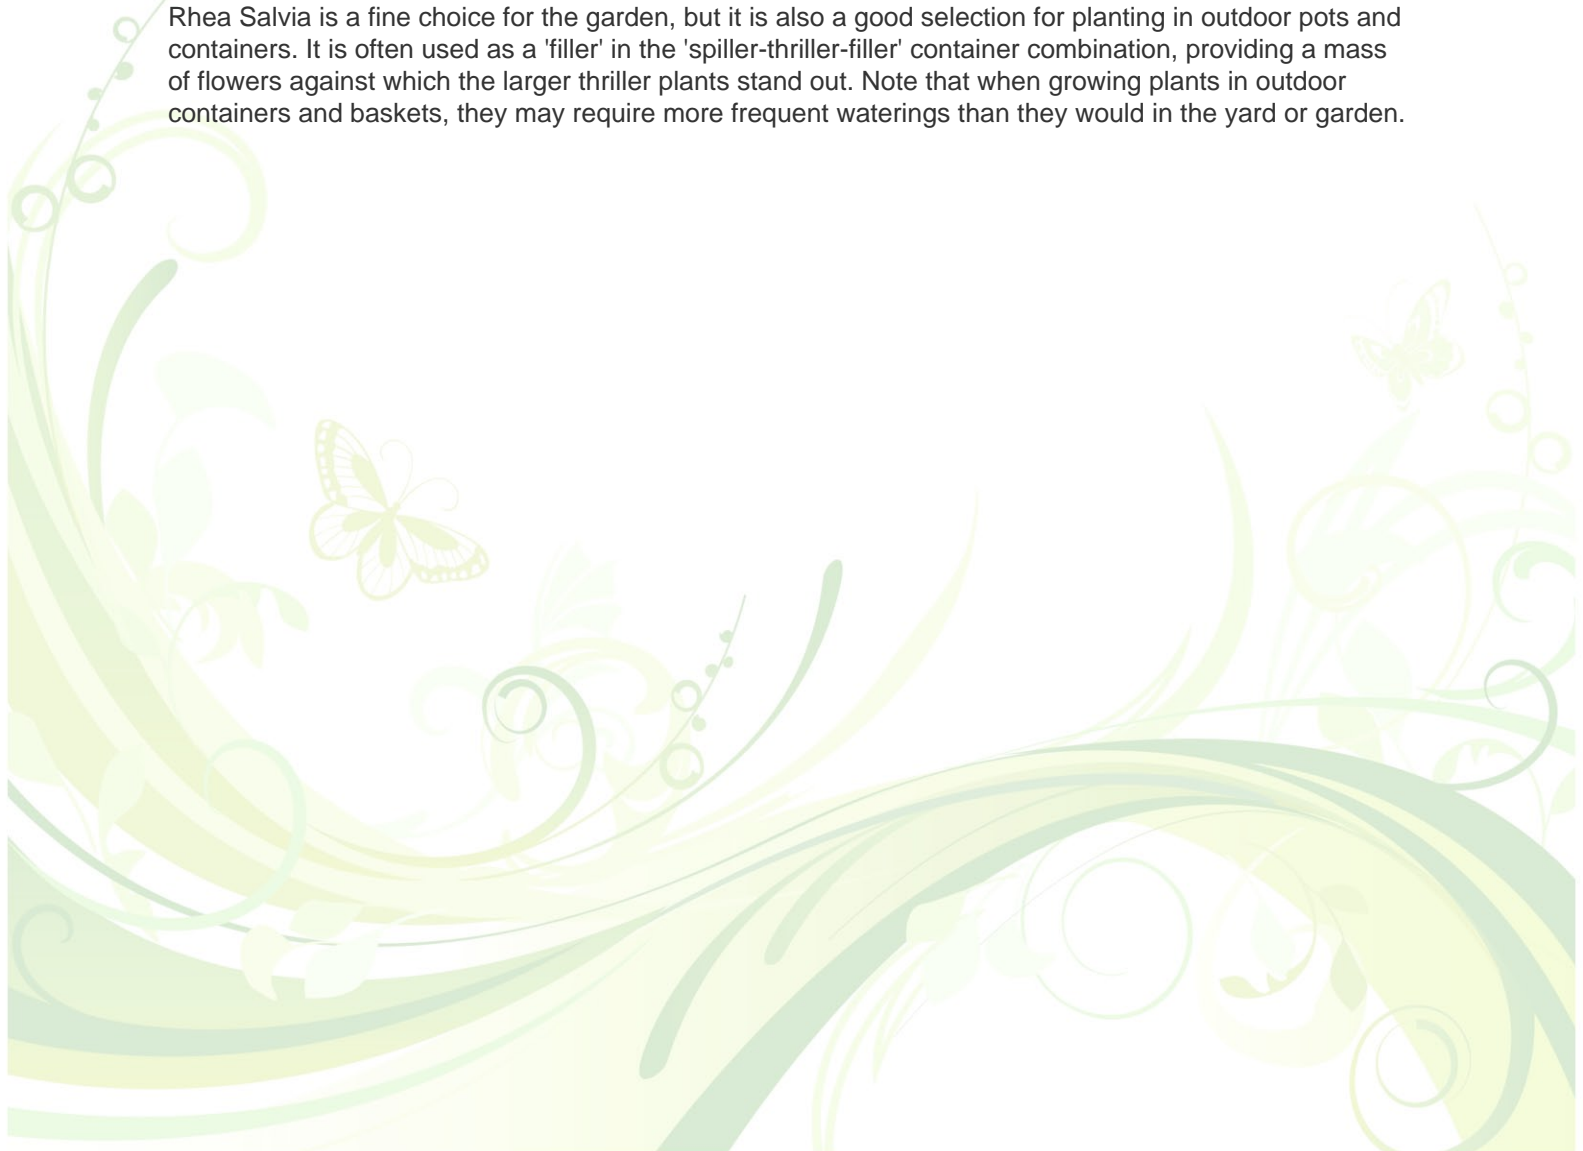 Rhea Salvia is a fine choice for the garden, but it is also a good selection for planting in outdoor pots and
containers. It is often used as a 'filler' in the 'spiller-thriller-filler' container combination, providing a mass
of flowers against which the larger thriller plants stand out. Note that when growing plants in outdoor
containers and baskets, they may require more frequent waterings than they would in the yard or garden.